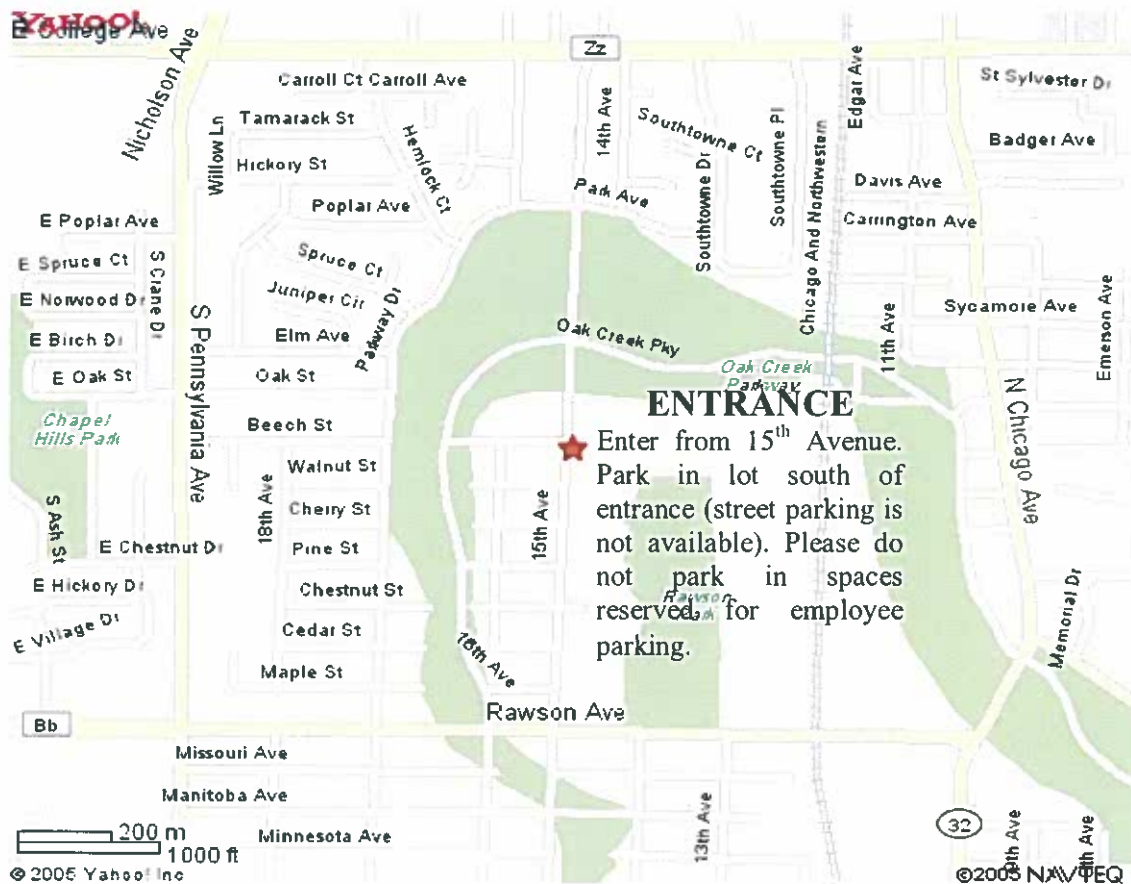 YAHOO!
E College Ave
Zz
Nicholson Ave
Carroll Ct Carroll Ave
Edgar Ave
St Sylvester Dr
Tamarack St
14th Ave
Southtowne Ct
Willow Ln
Hemlock Ct
Southtowne Pl
Badger Ave
Hickory St
Southtowne Dr
Chicago And Northwestern
Davis Ave
Park Ave
E Poplar Ave
Poplar Ave
Carrington Ave
E Spruce Ct
S Crane Dr
Spruce Ct
E Norwood Dr
Juniper Cir
Sycamore Ave
Emerson Ave
S Pennsylvania Ave
Parkway Dr
11th Ave
E Birch Dr
Elm Ave
Oak Creek Pky
E Oak St
Oak St
Oak Creek
Parkway
N Chicago Ave
ENTRANCE
Chapel
Hills Park
Beech St
Enter from 15th Avenue.
Park in lot south of
entrance (street parking is
not available). Please do
not park in spaces
reserved for employee
parking.
Walnut St
18th Ave
15th Ave
S Ash St
Cherry St
E Chestnut Dr
Pine St
E Hickory Dr
Chestnut St
Rawson
Park
Memorial Dr
E Village Dr
Cedar St
16th Ave
Maple St
Bb
Rawson Ave
Missouri Ave
Manitoba Ave
13th Ave
32
200 m
Minnesota Ave
1000 ft
© 2005 Yahoo! Inc
©2005 NAVTEQ